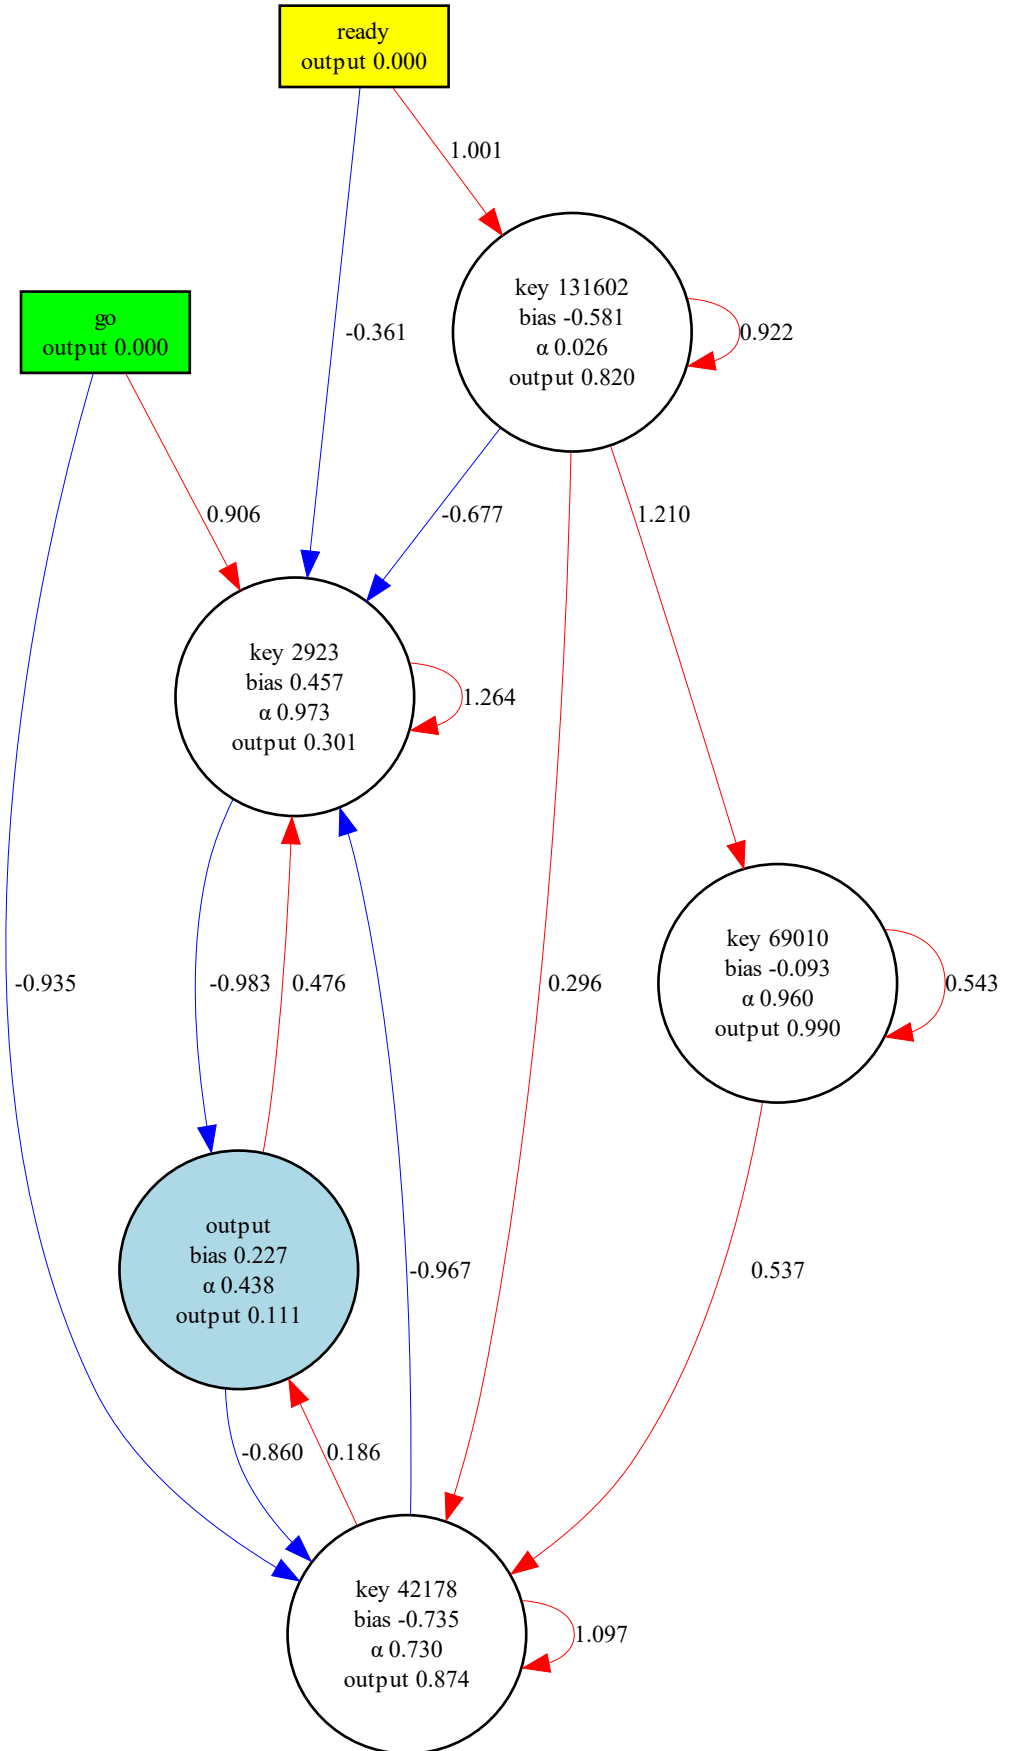 ready
output 0.000
1.001
key 131602
bias -0.581
α 0.026
output 0.820
0.922
go
output 0.000
-0.361
0.906
-0.677
1.210
key 2923
bias 0.457
α 0.973
output 0.301
1.264
key 69010
bias -0.093
α 0.960
output 0.990
0.543
-0.935
-0.983
0.476
0.296
output
bias 0.227
α 0.438
output 0.111
-0.967
0.537
-0.860
0.186
key 42178
bias -0.735
α 0.730
output 0.874
1.097